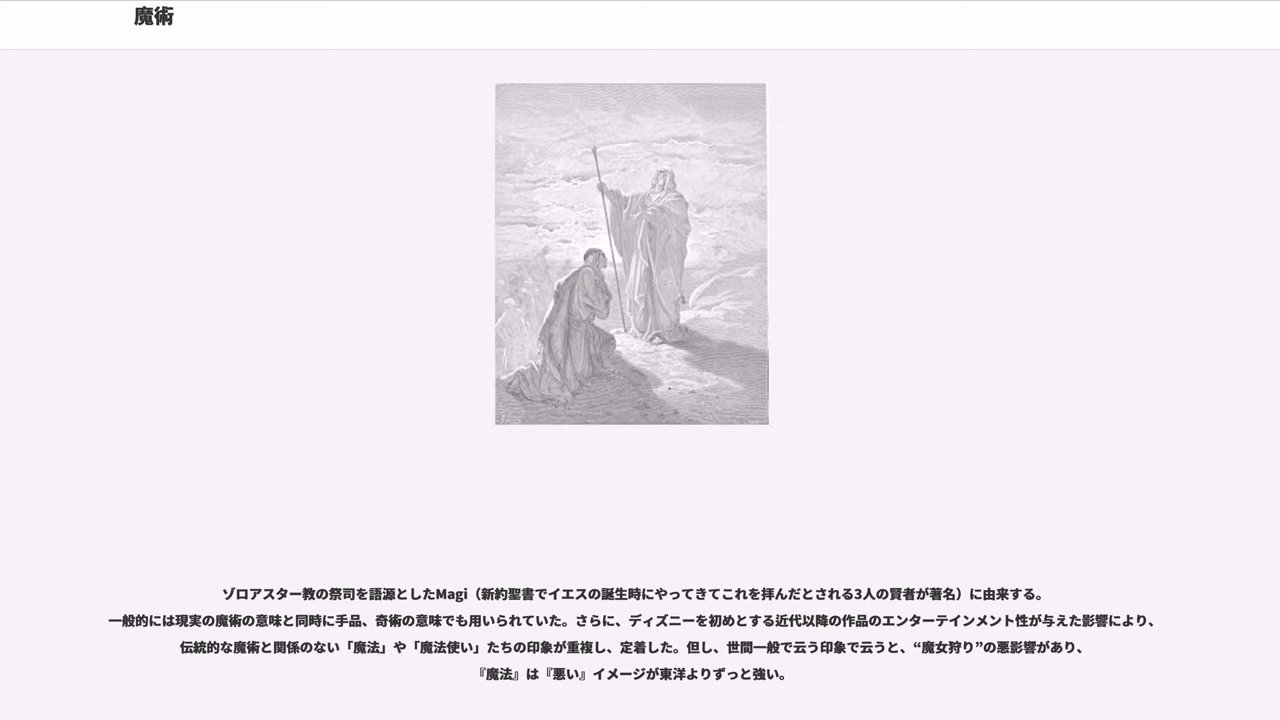 魔術
ゾロアスター教の祭司を語源としたMagi（新約聖書でイエスの誕生時にやってきてこれを拝んだとされる3人の賢者が著名）に由来する。
一般的には現実の魔術の意味と同時に手品、奇術の意味でも用いられていた。さらに、ディズニーを初めとする近代以降の作品のエンターテインメント性が与えた影響により、
伝統的な魔術と関係のない「魔法」や「魔法使い」たちの印象が重複し、定着した。但し、世間一般で云う印象で云うと、“魔女狩り”の悪影響があり、
『魔法』は『悪い』イメージが東洋よりずっと強い。